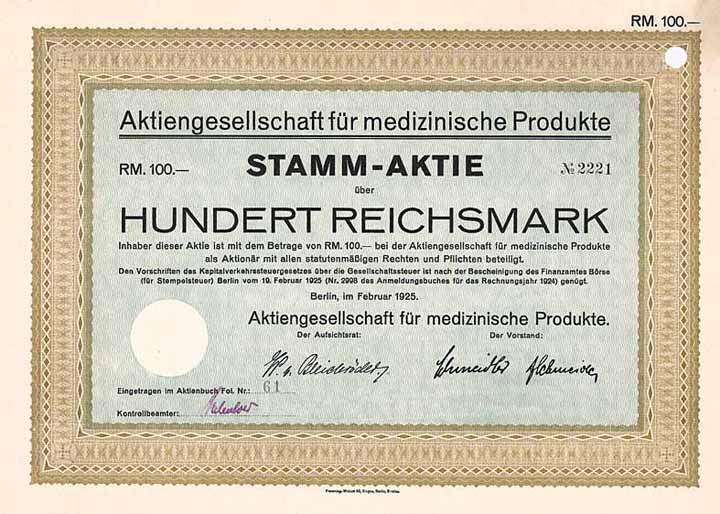 RM. 100.—
Aktiengesellschaft für medizinische Produkte
RM. 100.— STAMM-AKTIE № 2221
über
HUNDERT REICHSMARK
Inhaber dieser Aktie ist mit dem Betrage von RM. 100.— bei der Aktiengesellschaft für medizinische Produkte
als Aktionär mit allen statutenmäßigen Rechten und Pflichten beteiligt.
Den Vorschriften des Kapitalverkehrssteuergesetzes über die Gesellschaftssteuer ist nach der Bescheinigung des Finanzamtes Börse
(für Stempelsteuer) Berlin vom 19. Februar 1925 (Nr. 2998 des Anmeldungsbuches für das Rechnungsjahr 1924) genügt.
Berlin, im Februar 1925.
Aktiengesellschaft für medizinische Produkte.
Der Aufsichtsrat: Der Vorstand:
Eingetragen im Aktienbuch Fol. Nr.: 61
Kontrollbeamter: